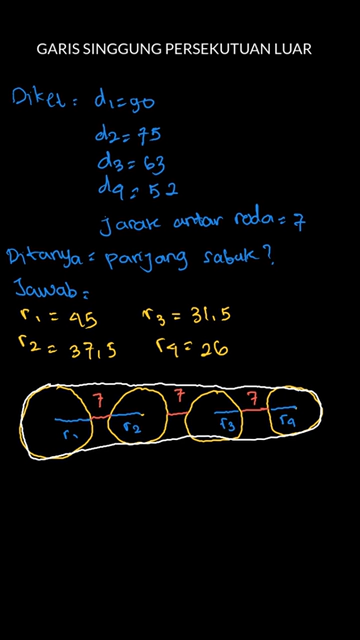 GARIS SINGGUNG PERSEKUTUAN LUAR
Diket = d1=90
d2=75
d3=63
d4=52
jarak antar roda=7
Ditanya= panjang sabuk?
Jawab=
r1=45 r3=31,5
r2=37,5 r4=26
7 7 7
r1 r2 r3 r4